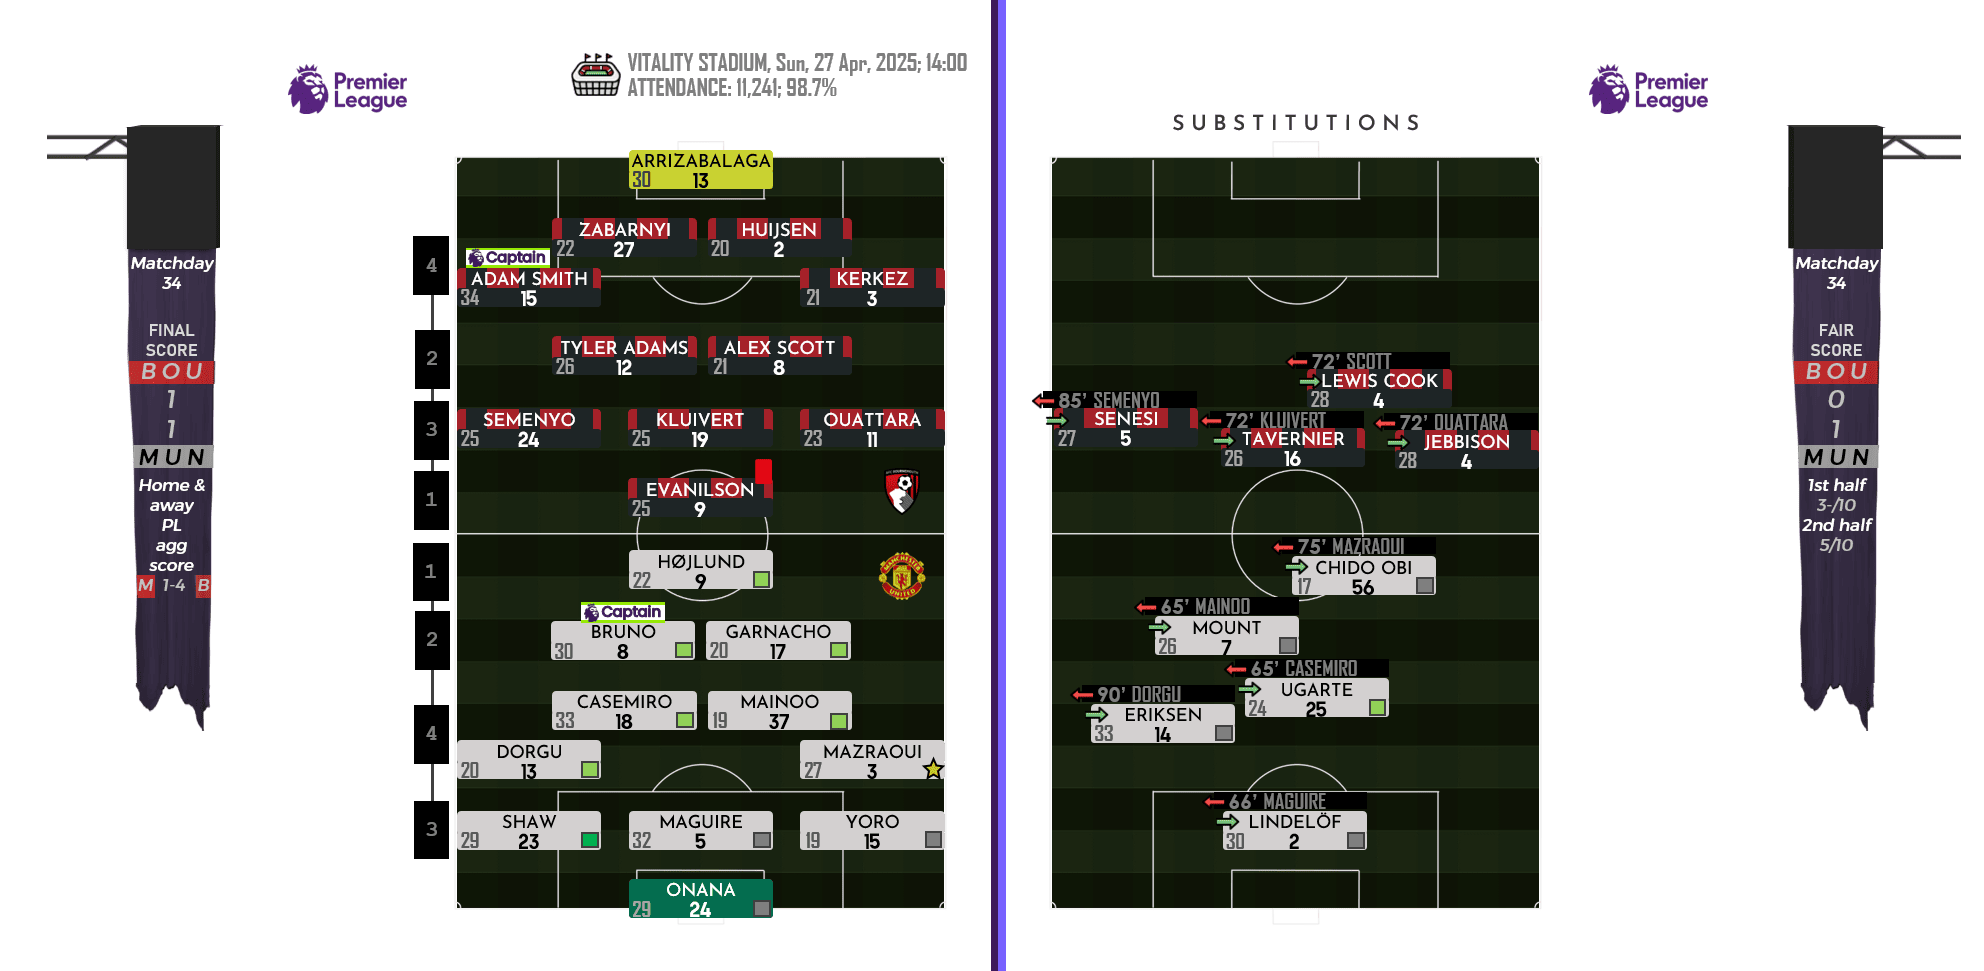 Premier
League
VITALITY STADIUM, Sun, 27 Apr, 2025; 14:00
ATTENDANCE: 11,241; 98.7%
Matchday
34
FINAL
SCORE
BOU
1
1
MUN
Home &
away
PL
agg
score
M 1-4 B
4
2
3
1
1
2
4
3
ARRIZABALAGA
30 13
ZABARNYI
22 27
HUIJSEN
20 2
Captain
ADAM SMITH
34 15
KERKEZ
21 3
TYLER ADAMS
26 12
ALEX SCOTT
21 8
SEMENYO
25 24
KLUIVERT
25 19
OUATTARA
23 11
EVANILSON
25 9
HØJLUND
22 9
MANCHESTER
UNITED
Captain
BRUNO
30 8
GARNACHO
20 17
CASEMIRO
33 18
MAINOO
19 37
DORGU
20 13
MAZRAOUI
27 3
SHAW
29 23
MAGUIRE
32 5
YORO
19 15
ONANA
29 24
Premier
League
SUBSTITUTIONS
72' SCOTT
LEWIS COOK
28 4
85' SEMENYO
SENESI
27 5
72' KLUIVERT
TAVERNIER
26 16
72' OUATTARA
JEBBISON
28 4
75' MAZRAOUI
CHIDO OBI
17 56
65' MAINOO
MOUNT
26 7
65' CASEMIRO
UGARTE
24 25
90' DORGU
ERIKSEN
33 14
66' MAGUIRE
LINDELÖF
30 2
Matchday
34
FAIR
SCORE
BOU
0
1
MUN
1st half
3-/10
2nd half
5/10